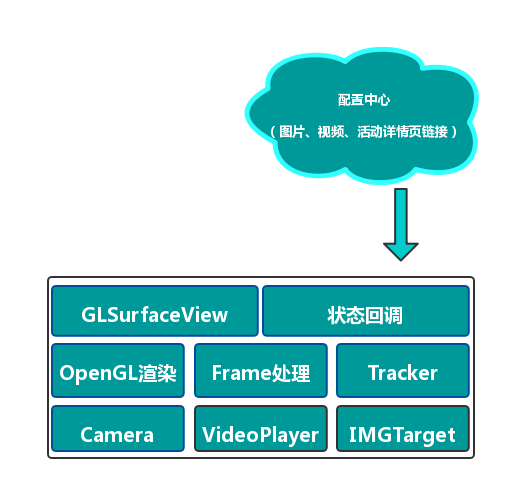 配置中心
（图片、视频、活动详情页链接）
GLSurfaceView
状态回调
OpenGL渲染
Frame处理
Tracker
Camera
VideoPlayer
IMGTarget